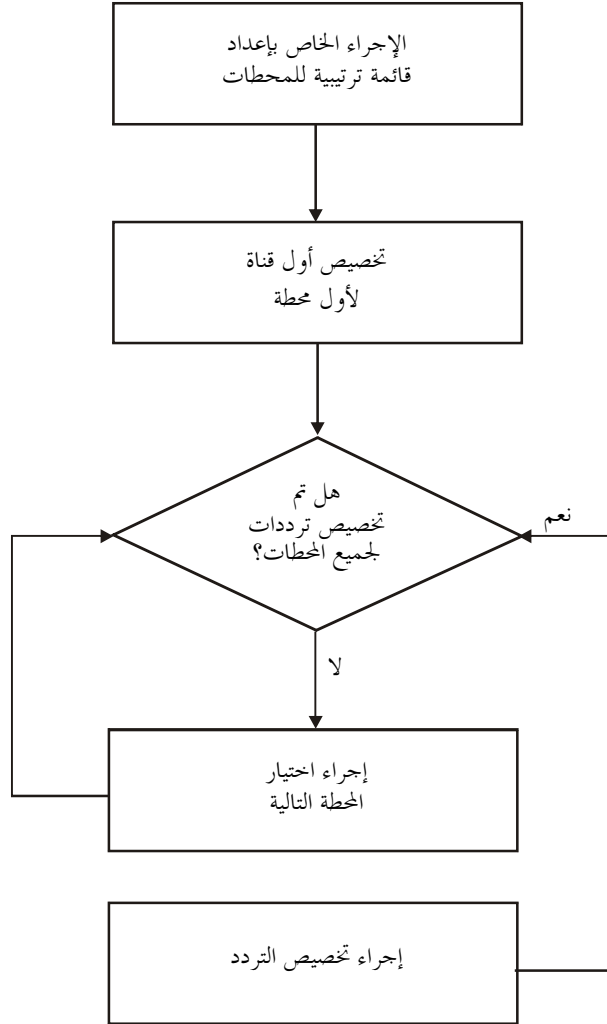 الإجراء الخاص بإعداد
قائمة ترتيبية للمحطات
تخصيص أول قناة
لأول محطة
هل تم
تخصيص ترددات
لجميع المحطات؟
نعم
لا
إجراء اختيار
المحطة التالية
إجراء تخصيص التردد